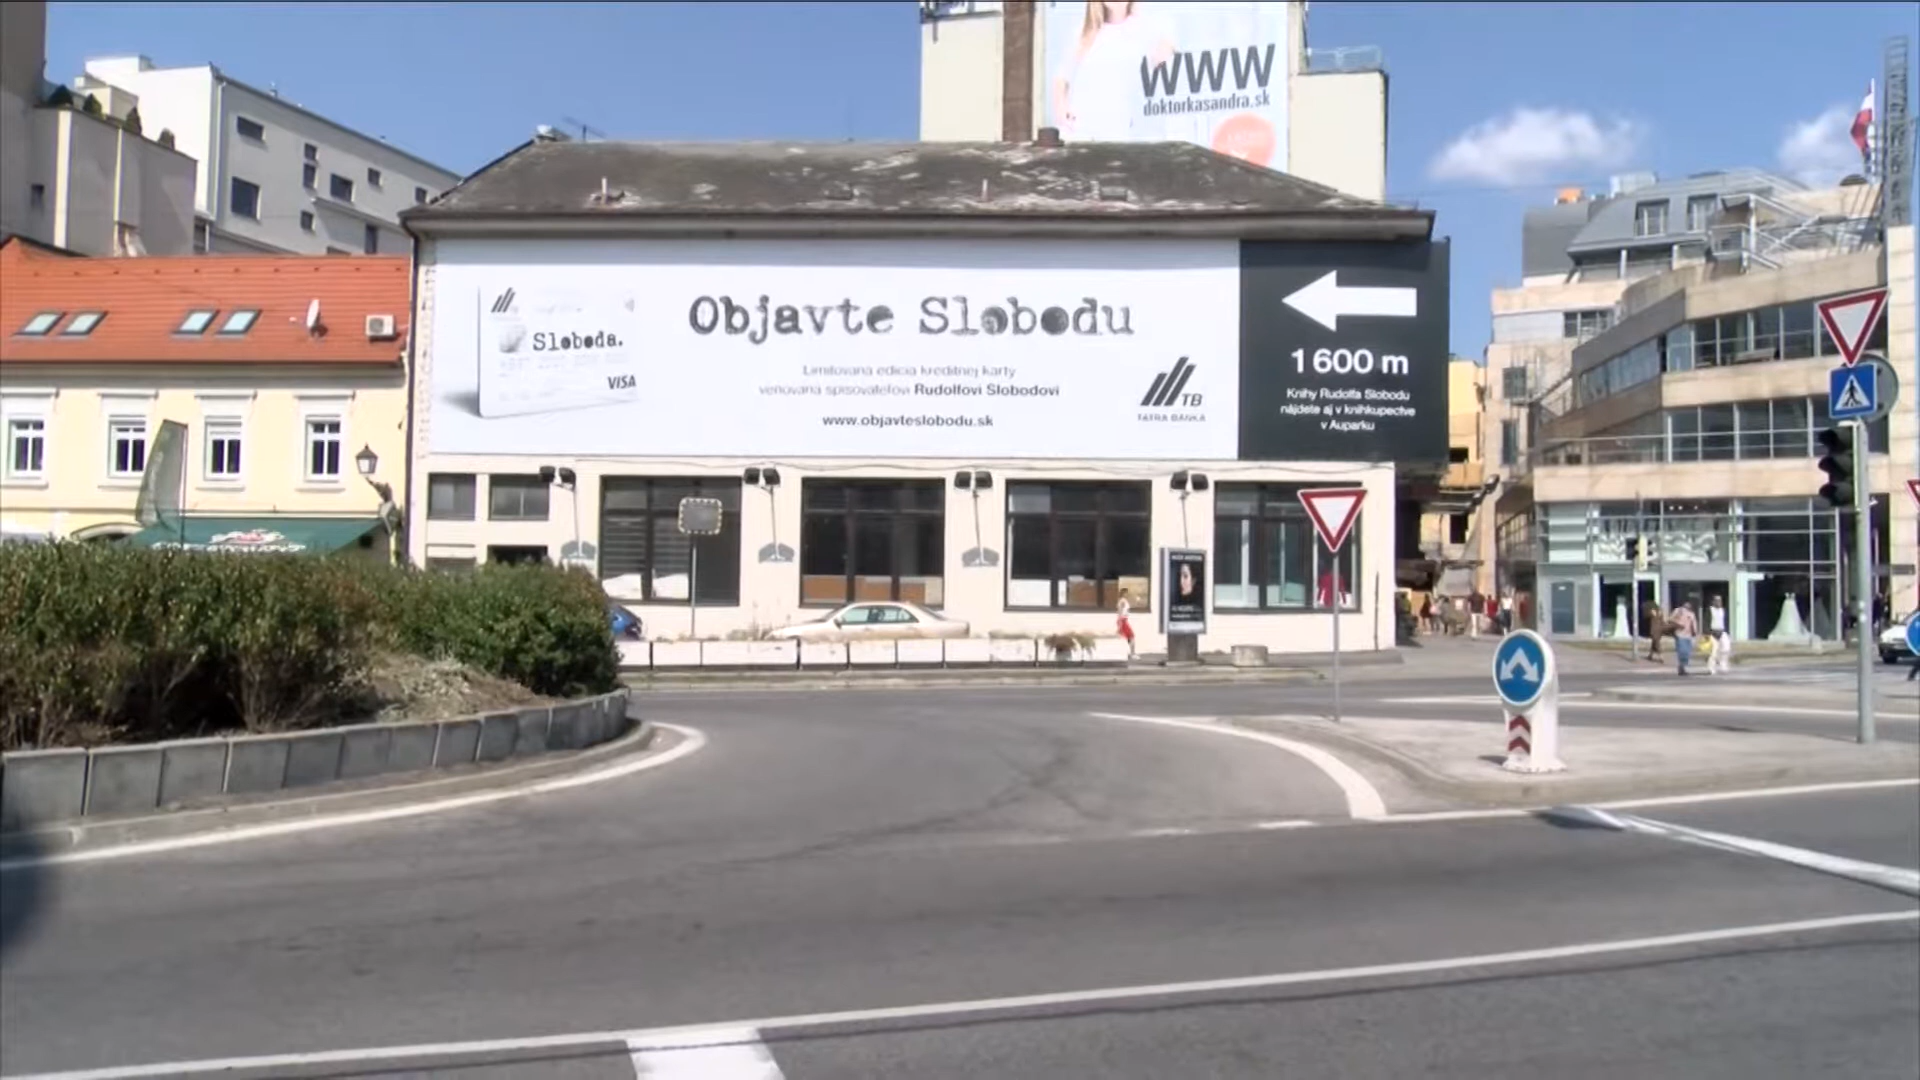 WWW
doktorkasandra.sk
Sloboda.
VISA
Objavte Slobodu
Limitovaná edícia kreditnej karty
venovaná spisovateľovi Rudolfovi Slobodovi
www.objavteslobodu.sk
TB
TATRA BANKA
1 600 m
Knihy Rudolfa Slobodu
nájdete aj v kníhkupectve
v Auparku